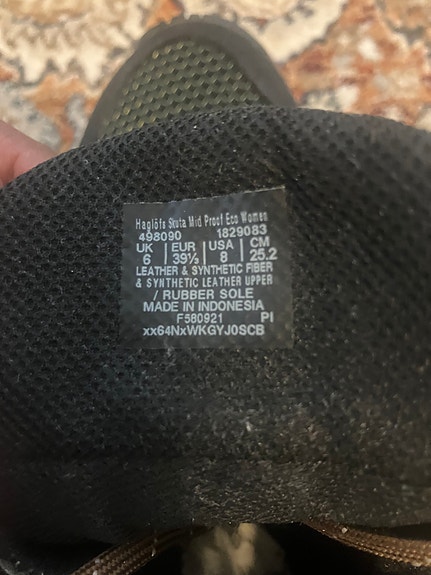 Haglöfs Skuta Mid Proof Eco Women
498090 1829083
UK | EUR | USA | CM
6 | 39⅓ | 8 | 25.2
LEATHER & SYNTHETIC FIBER
& SYNTHETIC LEATHER UPPER
/ RUBBER SOLE
MADE IN INDONESIA
F580921 PI
xx64NxWKGYJ0SCB